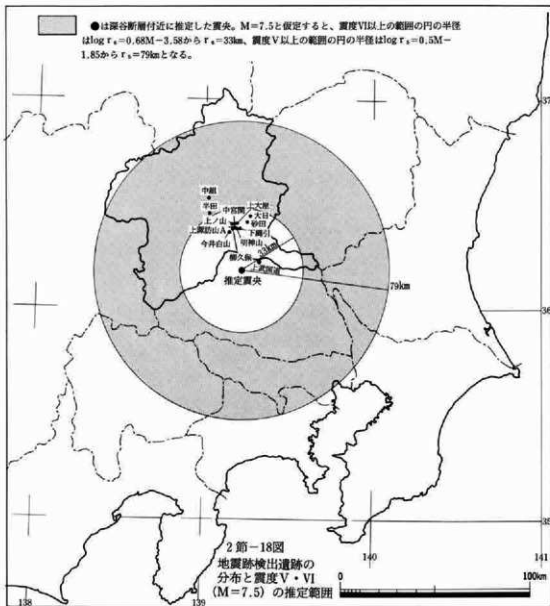 ●は深谷断層付近に推定した震央。M=7.5と仮定すると、震度VI以上の範囲の円の半径
はlog r₆=0.68M−3.58からr₆=33km、震度V以上の範囲の円の半径はlog r₅=0.5M−
1.85からr₅=79kmとなる。
37
中組
半田
上ノ山
中宮関
上大屋
大日
砂田
上諏訪山A
下縄引
今井白山
明神山
33km
柳久保
上武国道
推定震央
79km
36
35
2節−18図
地震跡検出遺跡の
分布と震度V・VI
(M=7.5)の推定範囲
138
139
140
141
0
100km